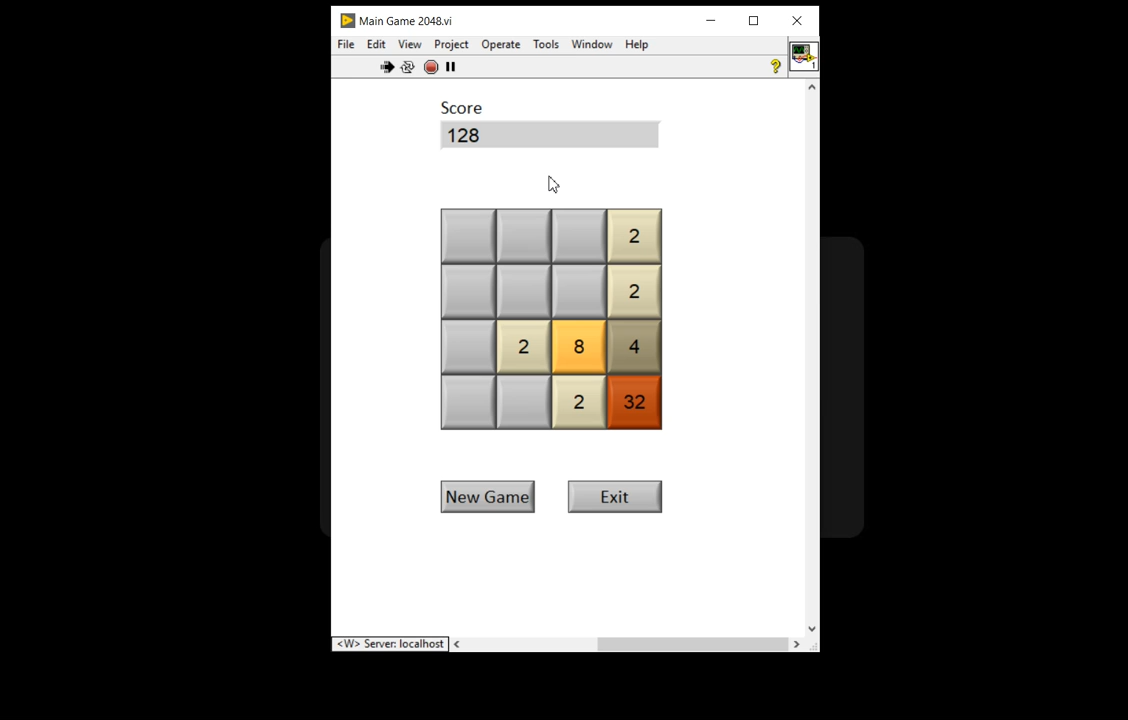 Main Game 2048.vi
File Edit View Project Operate Tools Window Help
?
1
Score
128
2
2
2 8 4
2 32
New Game Exit
<W> Server: localhost